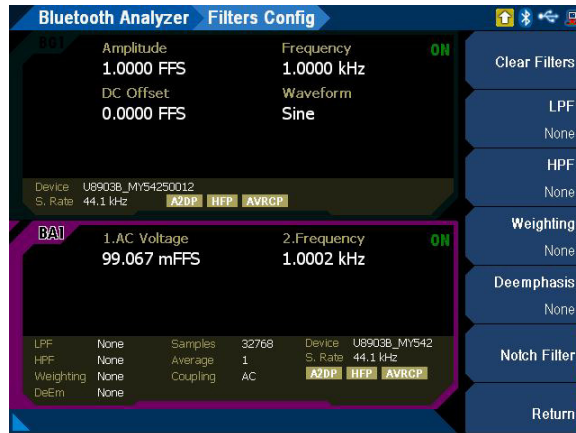 Bluetooth Analyzer Filters Config
BG1
Amplitude Frequency ON
1.0000 FFS 1.0000 kHz
DC Offset Waveform
0.0000 FFS Sine
Device U8903B_MY54250012
S. Rate 44.1 kHz A2DP HFP AVRCP
BA1
1.AC Voltage 2.Frequency ON
99.067 mFFS 1.0002 kHz
LPF None Samples 32768 Device U8903B_MY542
HPF None Average 1 S. Rate 44.1 kHz
Weighting None Coupling AC A2DP HFP AVRCP
DeEm None
Clear Filters
LPF
None
HPF
None
Weighting
None
Deemphasis
None
Notch Filter
Return